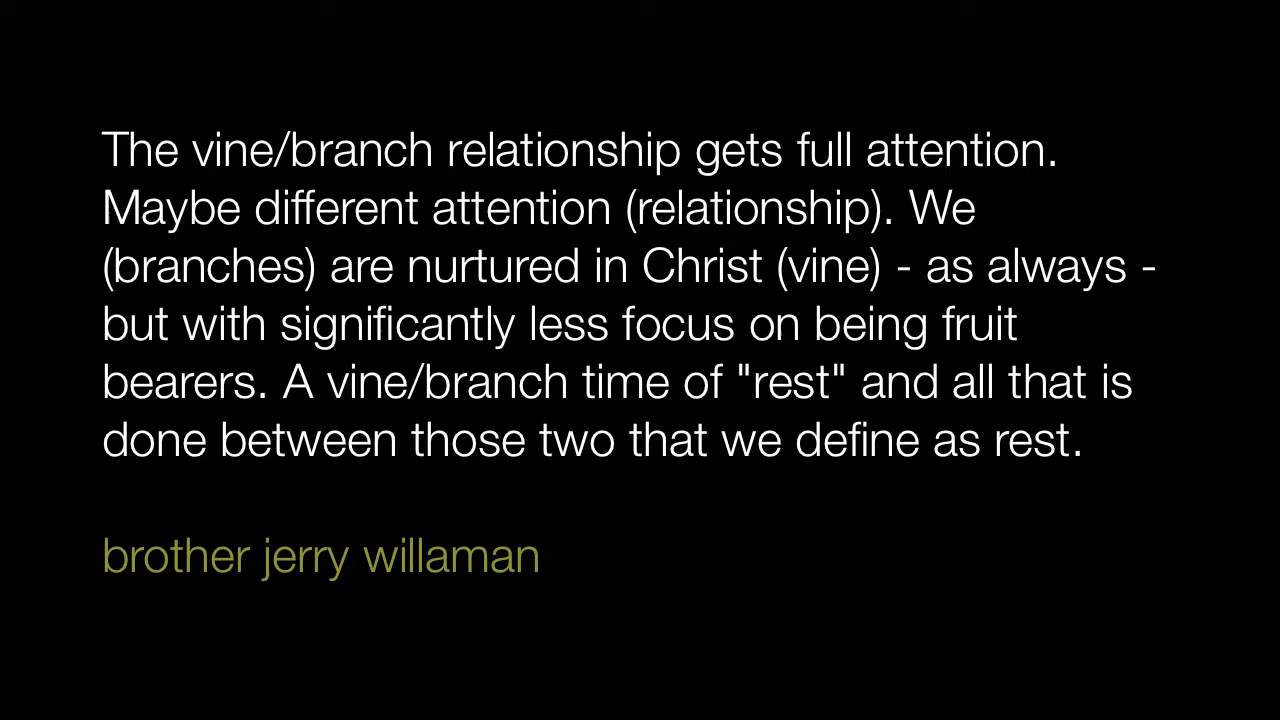 The vine/branch relationship gets full attention.
Maybe different attention (relationship). We
(branches) are nurtured in Christ (vine) - as always -
but with significantly less focus on being fruit
bearers. A vine/branch time of "rest" and all that is
done between those two that we define as rest.
brother jerry willaman